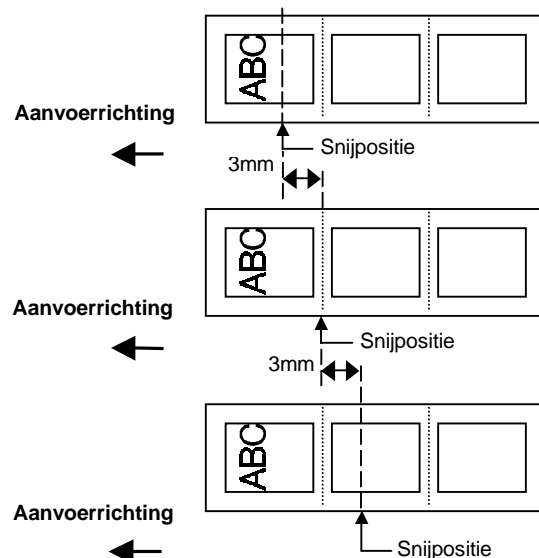 ABC
Aanvoerrichting
Snijpositie
3mm
ABC
Aanvoerrichting
Snijpositie
3mm
ABC
Aanvoerrichting
Snijpositie